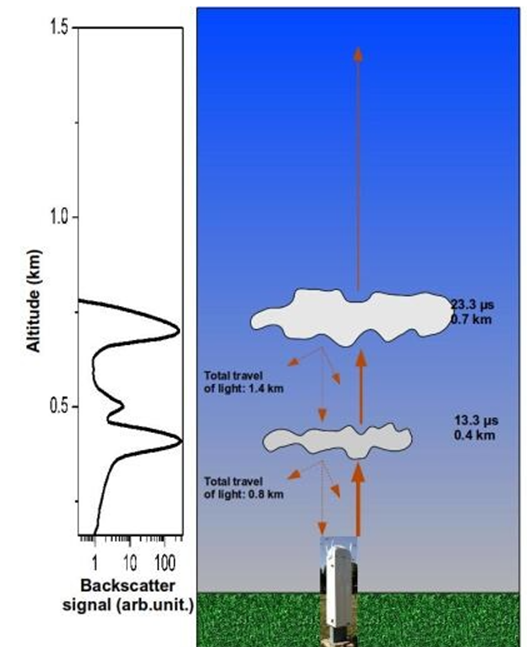 1.5
1.0
0.5
Altitude (km)
1 10 100
Backscatter
signal (arb.unit.)
23.3 µs
0.7 km
Total travel
of light: 1.4 km
13.3 µs
0.4 km
Total travel
of light: 0.8 km